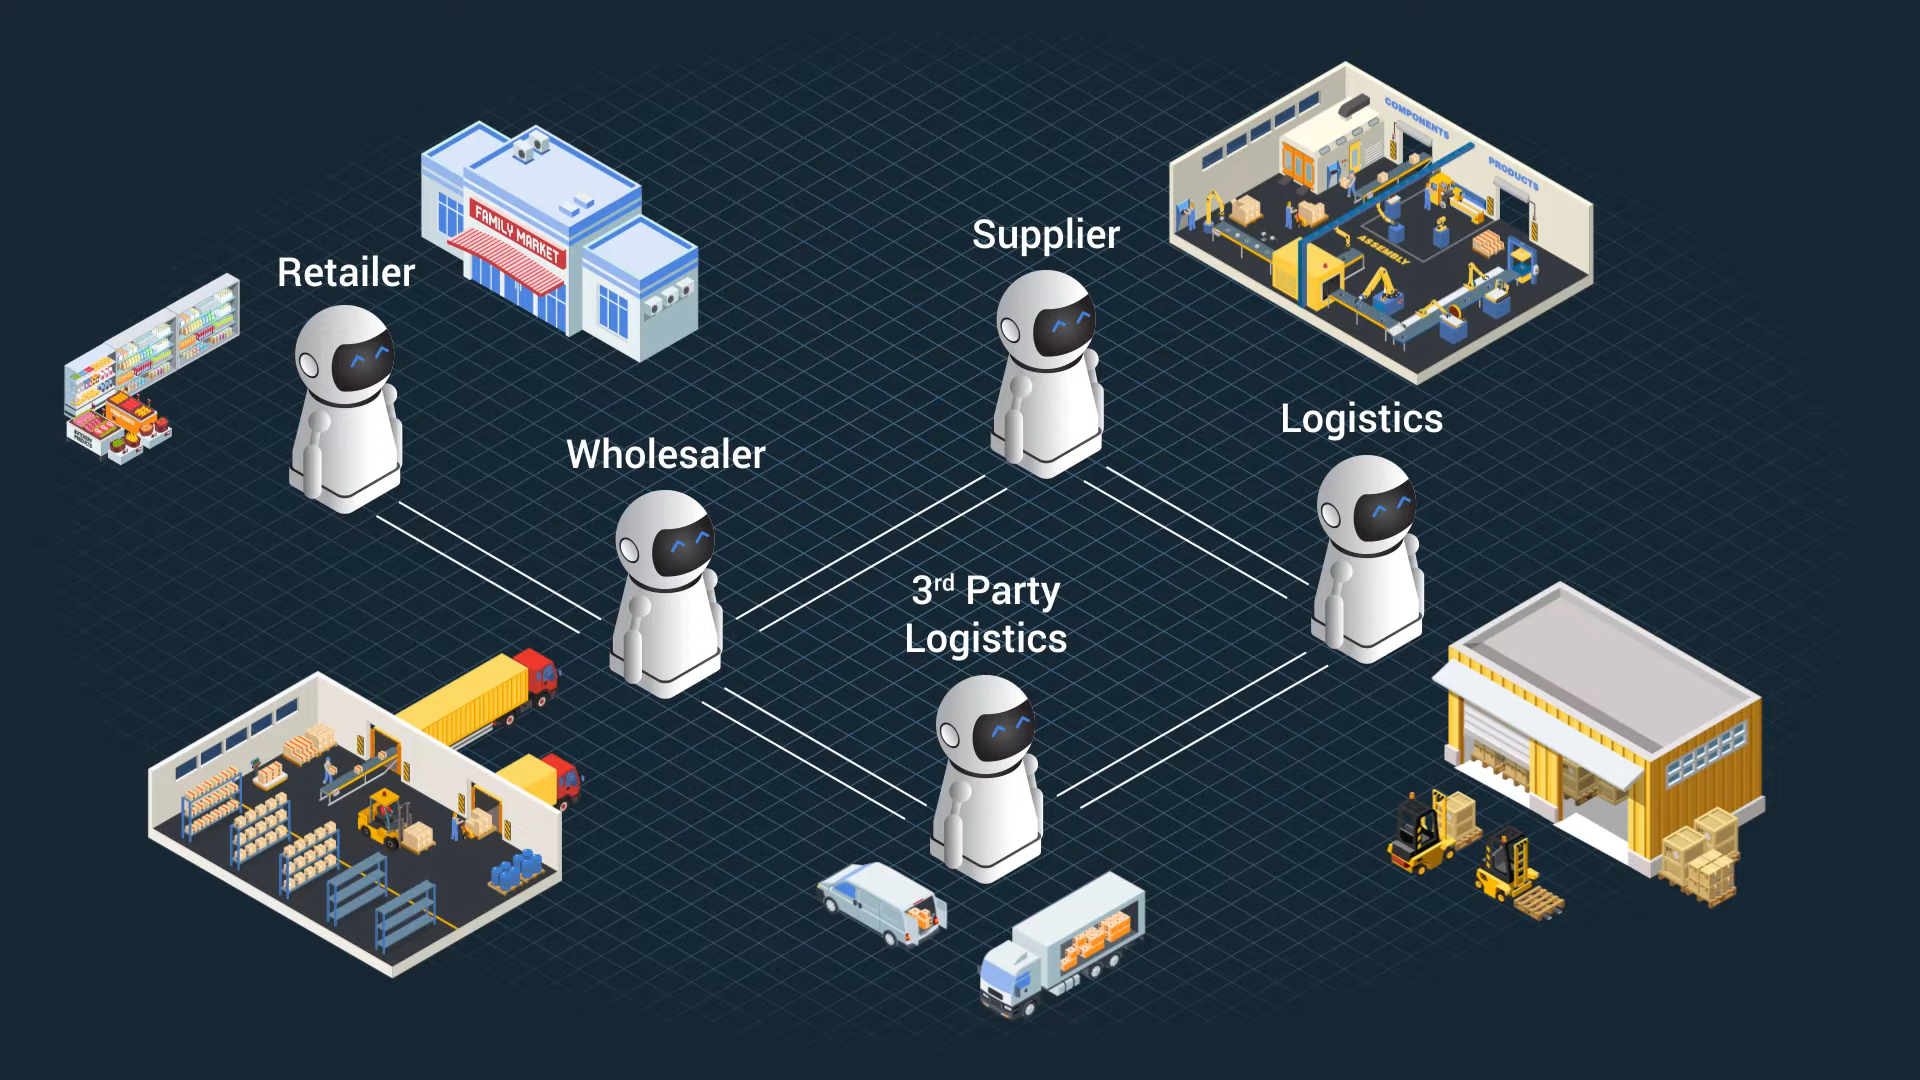 COMPONENTS
PRODUCTS
FAMILY MARKET
Supplier
ASSEMBLY
Retailer
Logistics
Wholesaler
3rd Party
Logistics